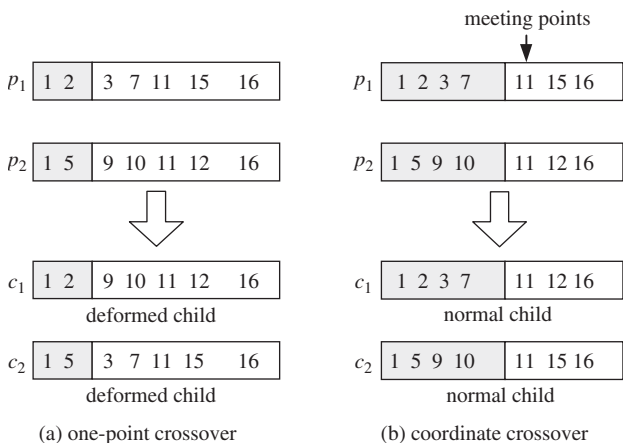 meeting points
p1 1 2 3 7 11 15 16
p1 1 2 3 7 11 15 16
p2 1 5 9 10 11 12 16
p2 1 5 9 10 11 12 16
c1 1 2 9 10 11 12 16
c1 1 2 3 7 11 12 16
deformed child
normal child
c2 1 5 3 7 11 15 16
c2 1 5 9 10 11 15 16
deformed child
normal child
(a) one-point crossover
(b) coordinate crossover